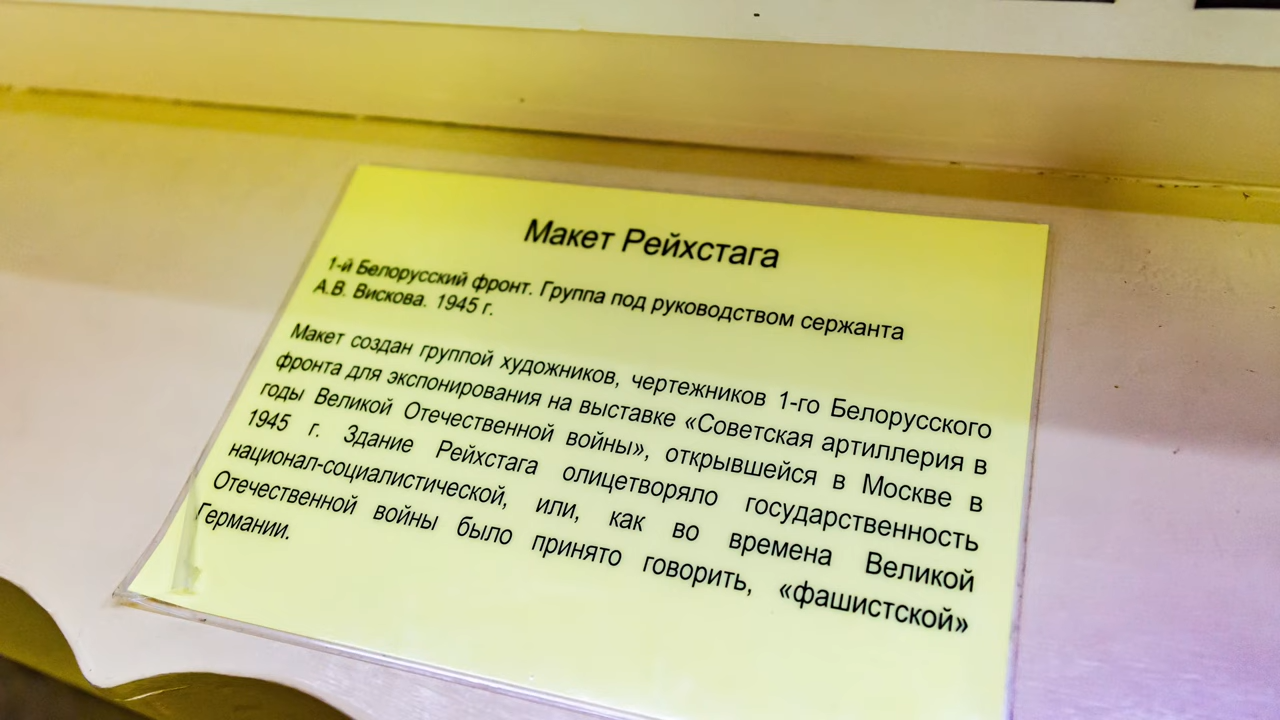 Макет Рейхстага
1-й Белорусский фронт. Группа под руководством сержанта
А.В. Вискова. 1945 г.
Макет создан группой художников, чертежников 1-го Белорусского
фронта для экспонирования на выставке «Советская артиллерия в
годы Великой Отечественной войны», открывшейся в Москве в
1945 г. Здание Рейхстага олицетворяло государственность
национал-социалистической, или, как во времена Великой
Отечественной войны было принято говорить, «фашистской»
Германии.